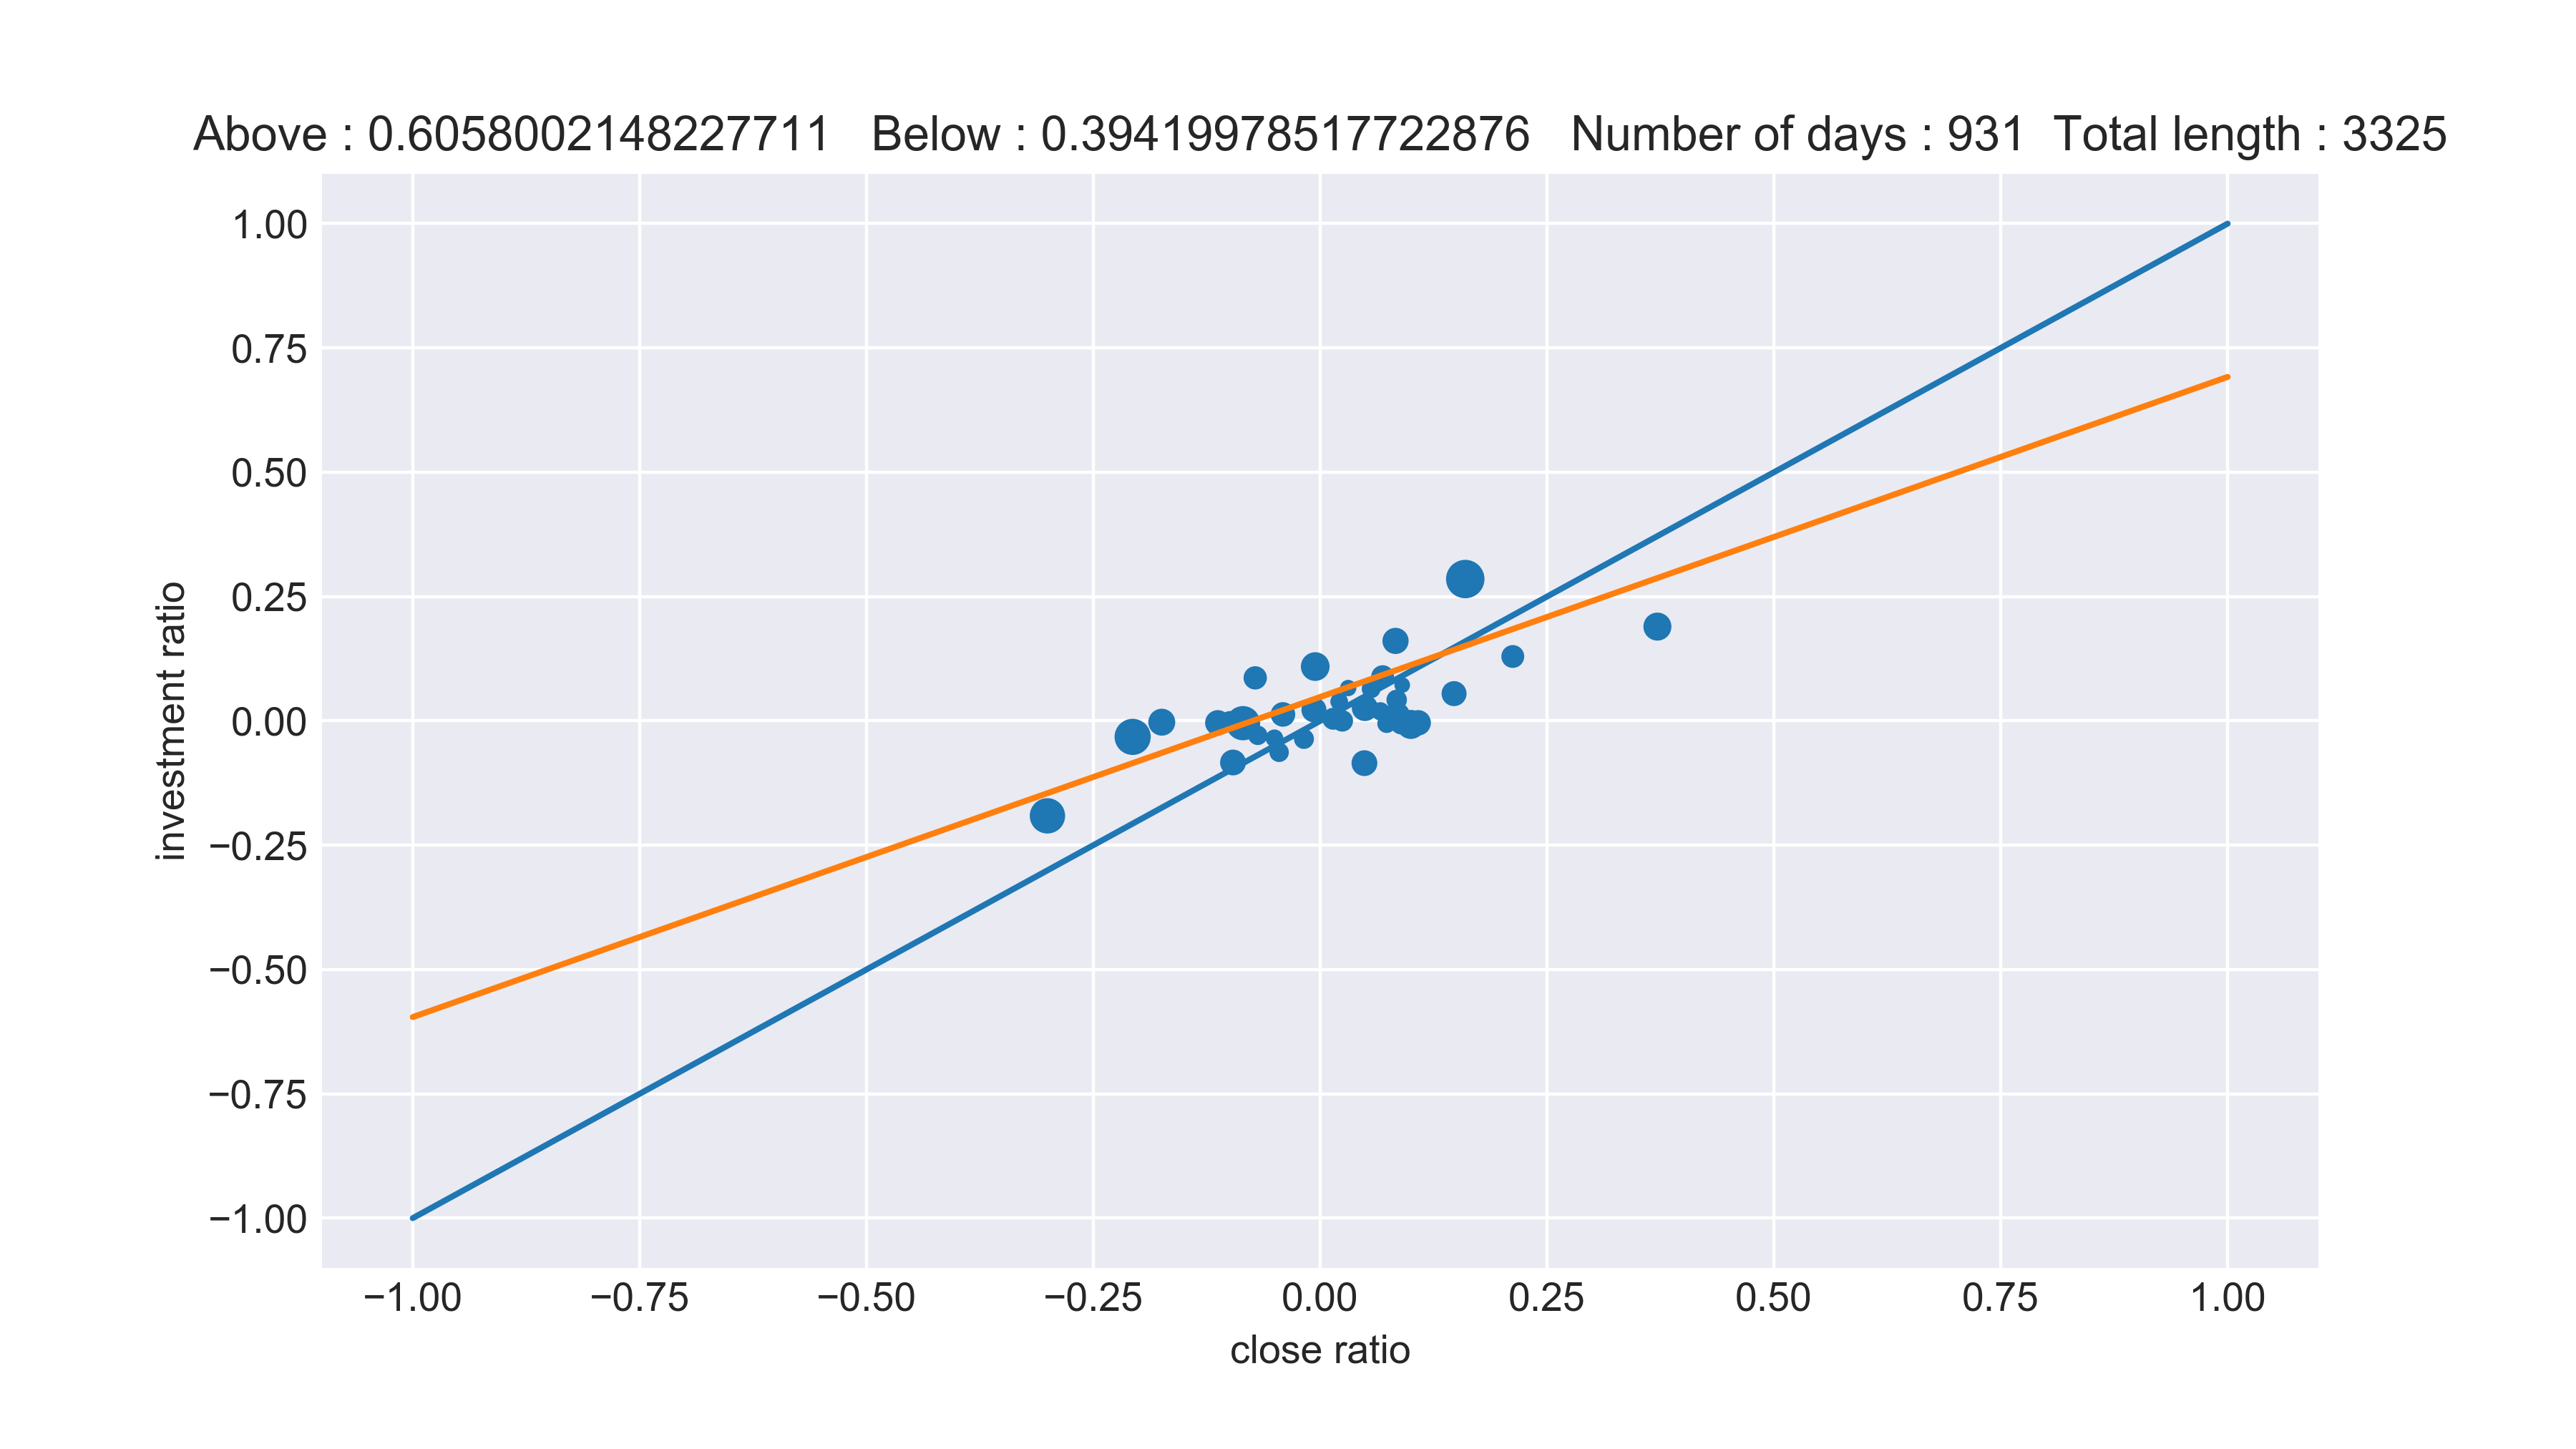 Above : 0.6058002148227711   Below : 0.39419978517722876   Number of days : 931  Total length : 3325
1.00
0.75
0.50
0.25
0.00
−0.25
−0.50
−0.75
−1.00
investment ratio
−1.00 −0.75 −0.50 −0.25 0.00 0.25 0.50 0.75 1.00
close ratio